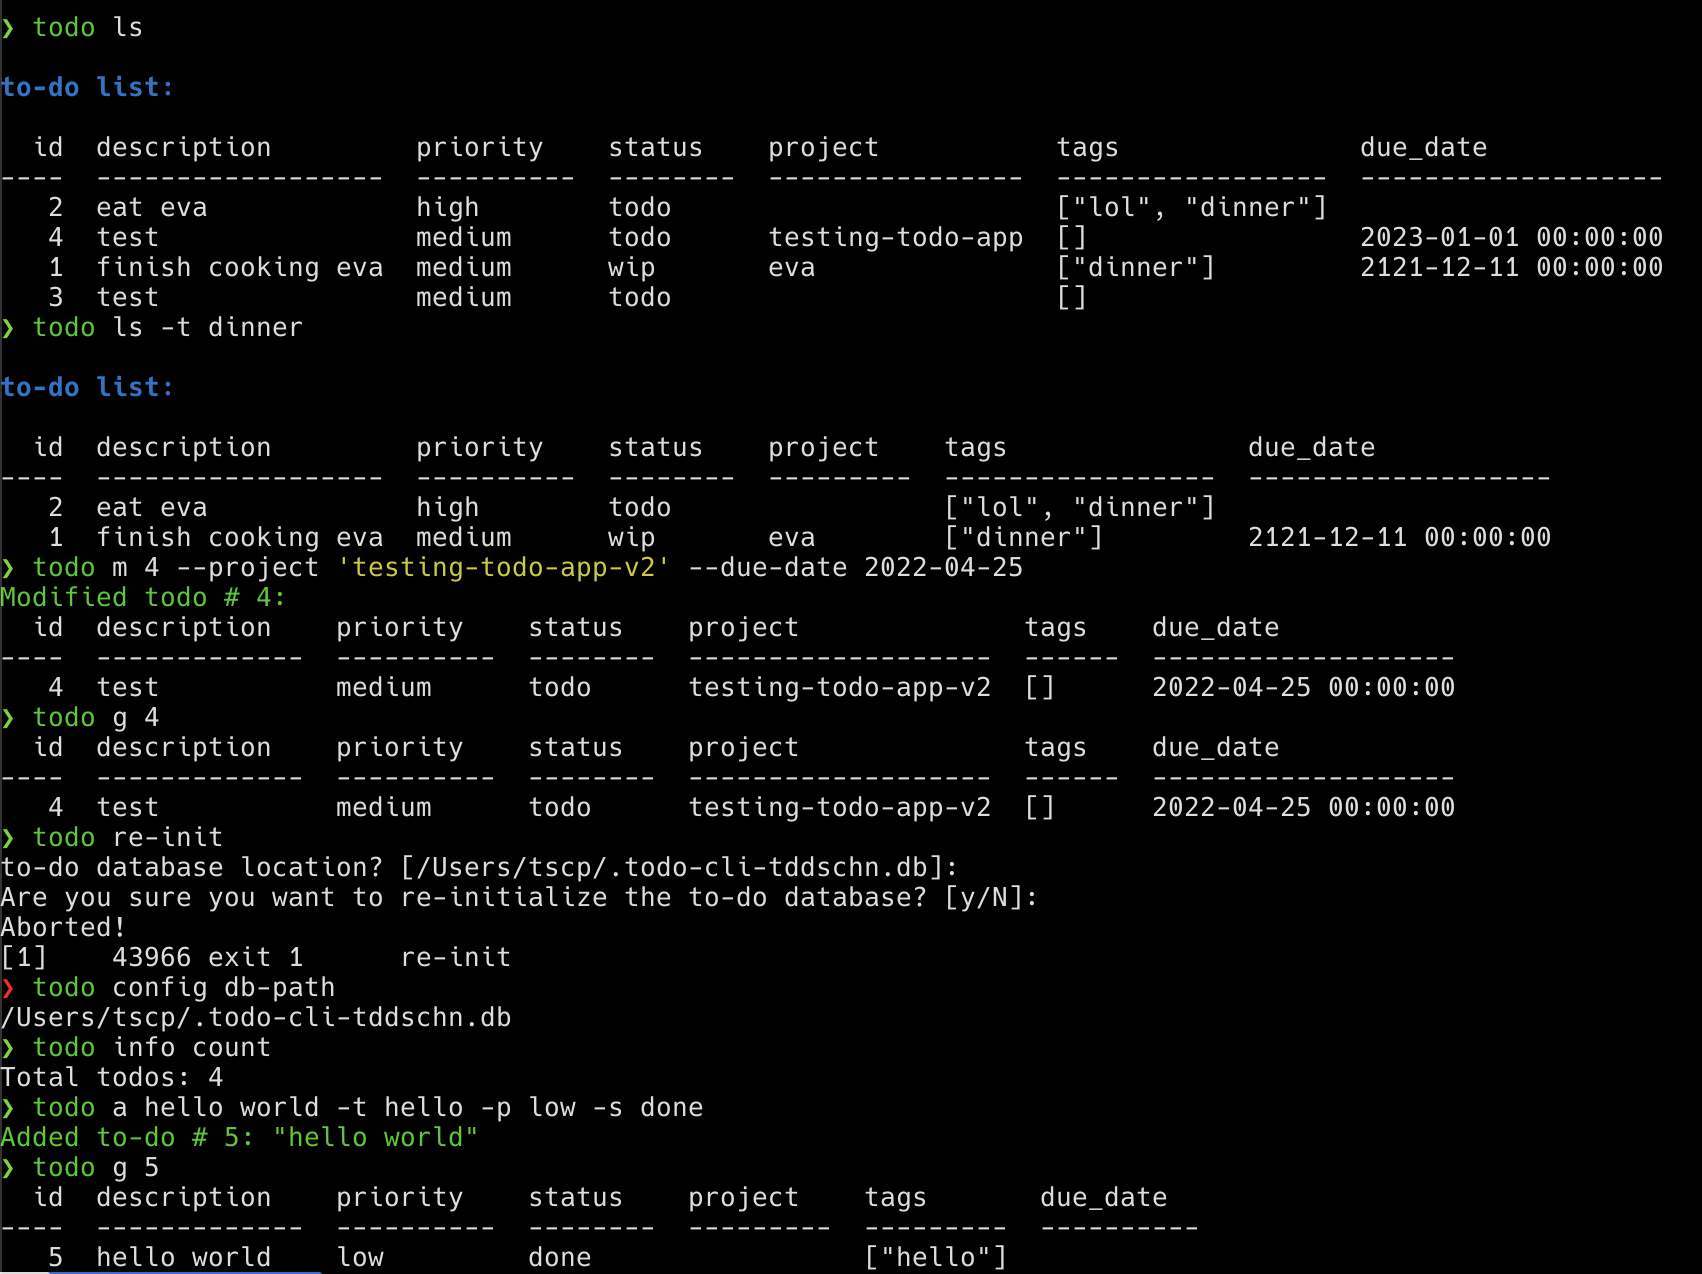 ❯ todo ls
to-do list:
  id  description         priority    status    project           tags               due_date
----  ------------------  ----------  --------  ----------------  -----------------  -------------------
   2  eat eva             high        todo                        ["lol", "dinner"]
   4  test                medium      todo      testing-todo-app  []                 2023-01-01 00:00:00
   1  finish cooking eva  medium      wip       eva               ["dinner"]         2121-12-11 00:00:00
   3  test                medium      todo                        []
❯ todo ls -t dinner
to-do list:
  id  description         priority    status    project    tags               due_date
----  ------------------  ----------  --------  ---------  -----------------  -------------------
   2  eat eva             high        todo                 ["lol", "dinner"]
   1  finish cooking eva  medium      wip       eva        ["dinner"]         2121-12-11 00:00:00
❯ todo m 4 --project 'testing-todo-app-v2' --due-date 2022-04-25
Modified todo # 4:
  id  description    priority    status    project              tags    due_date
----  -------------  ----------  --------  -------------------  ------  -------------------
   4  test           medium      todo      testing-todo-app-v2  []      2022-04-25 00:00:00
❯ todo g 4
  id  description    priority    status    project              tags    due_date
----  -------------  ----------  --------  -------------------  ------  -------------------
   4  test           medium      todo      testing-todo-app-v2  []      2022-04-25 00:00:00
❯ todo re-init
to-do database location? [/Users/tscp/.todo-cli-tddschn.db]:
Are you sure you want to re-initialize the to-do database? [y/N]:
Aborted!
[1]    43966 exit 1      re-init
❯ todo config db-path
/Users/tscp/.todo-cli-tddschn.db
❯ todo info count
Total todos: 4
❯ todo a hello world -t hello -p low -s done
Added to-do # 5: "hello world"
❯ todo g 5
  id  description    priority    status    project    tags       due_date
----  -------------  ----------  --------  ---------  ---------  ----------
   5  hello world    low         done                 ["hello"]